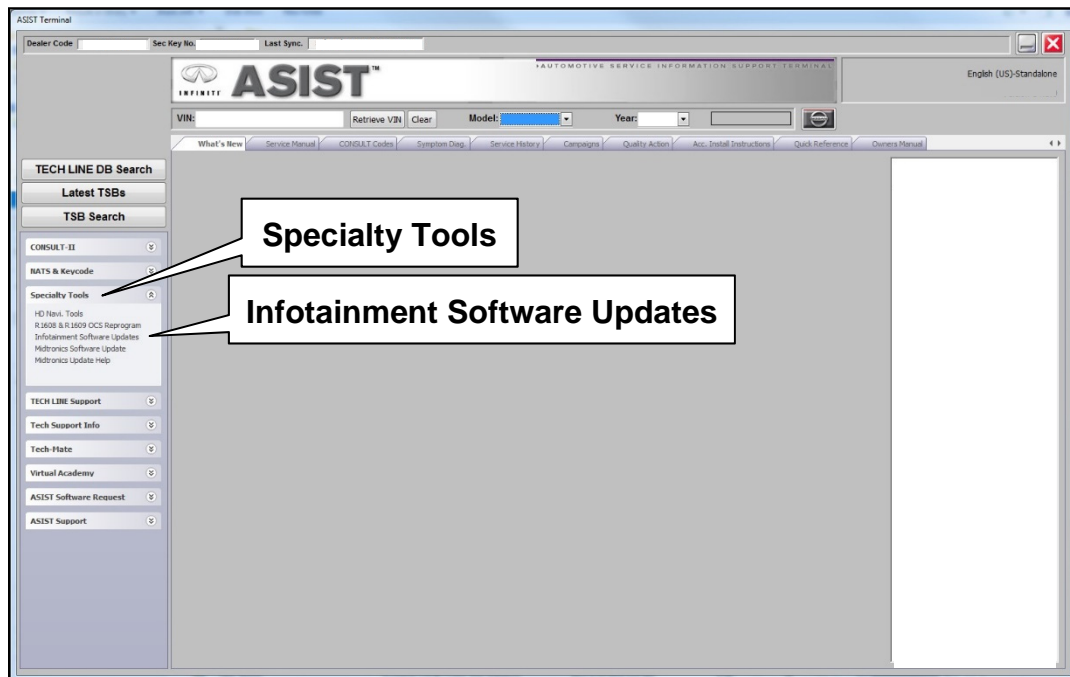 ASIST Terminal
Dealer Code Sec Key No. Last Sync.
INFINITI ASIST™
AUTOMOTIVE SERVICE INFORMATION SUPPORT TERMINAL
English (US)-Standalone
VIN: Retrieve VIN Clear Model: Year:
What's New Service Manual CONSULT Codes Symptom Diag. Service History Campaigns Quality Action Acc. Install Instructions Quick Reference Owners Manual
TECH LINE DB Search
Latest TSBs
TSB Search
CONSULT-II
NATS & Keycode
Specialty Tools
HD Navi. Tools
R1608 & R1609 OCS Reprogram
Infotainment Software Updates
Midtronics Software Update
Midtronics Update Help
TECH LINE Support
Tech Support Info
Tech-Mate
Virtual Academy
ASIST Software Request
ASIST Support
Specialty Tools
Infotainment Software Updates